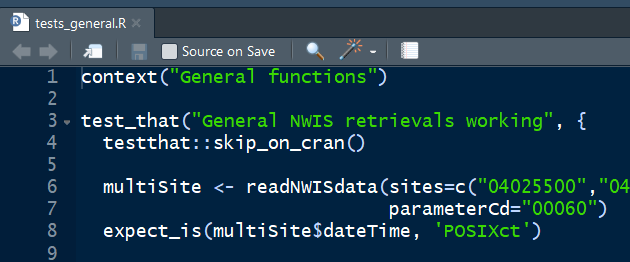 tests_general.R
Source on Save
1 context("General functions")
2
3 test_that("General NWIS retrievals working", {
4 testthat::skip_on_cran()
5
6 multiSite <- readNWISdata(sites=c("04025500","04
7 parameterCd="00060")
8 expect_is(multiSite$dateTime, 'POSIXct')
9